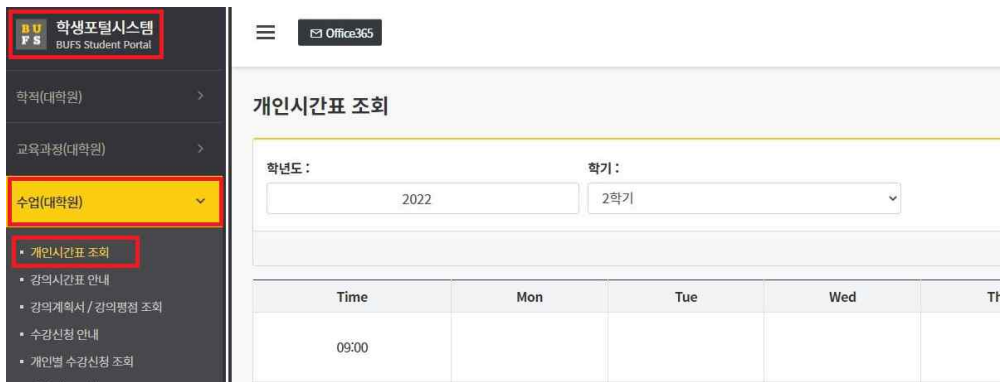 BU
FS
학생포털시스템
BUFS Student Portal
학적(대학원)
교육과정(대학원)
수업(대학원)
개인시간표 조회
강의시간표 안내
강의계획서 / 강의평점 조회
수강신청 안내
개인별 수강신청 조회
Office365
개인시간표 조회
학년도 : 학기 :
2022 2학기
Time Mon Tue Wed Th
09:00